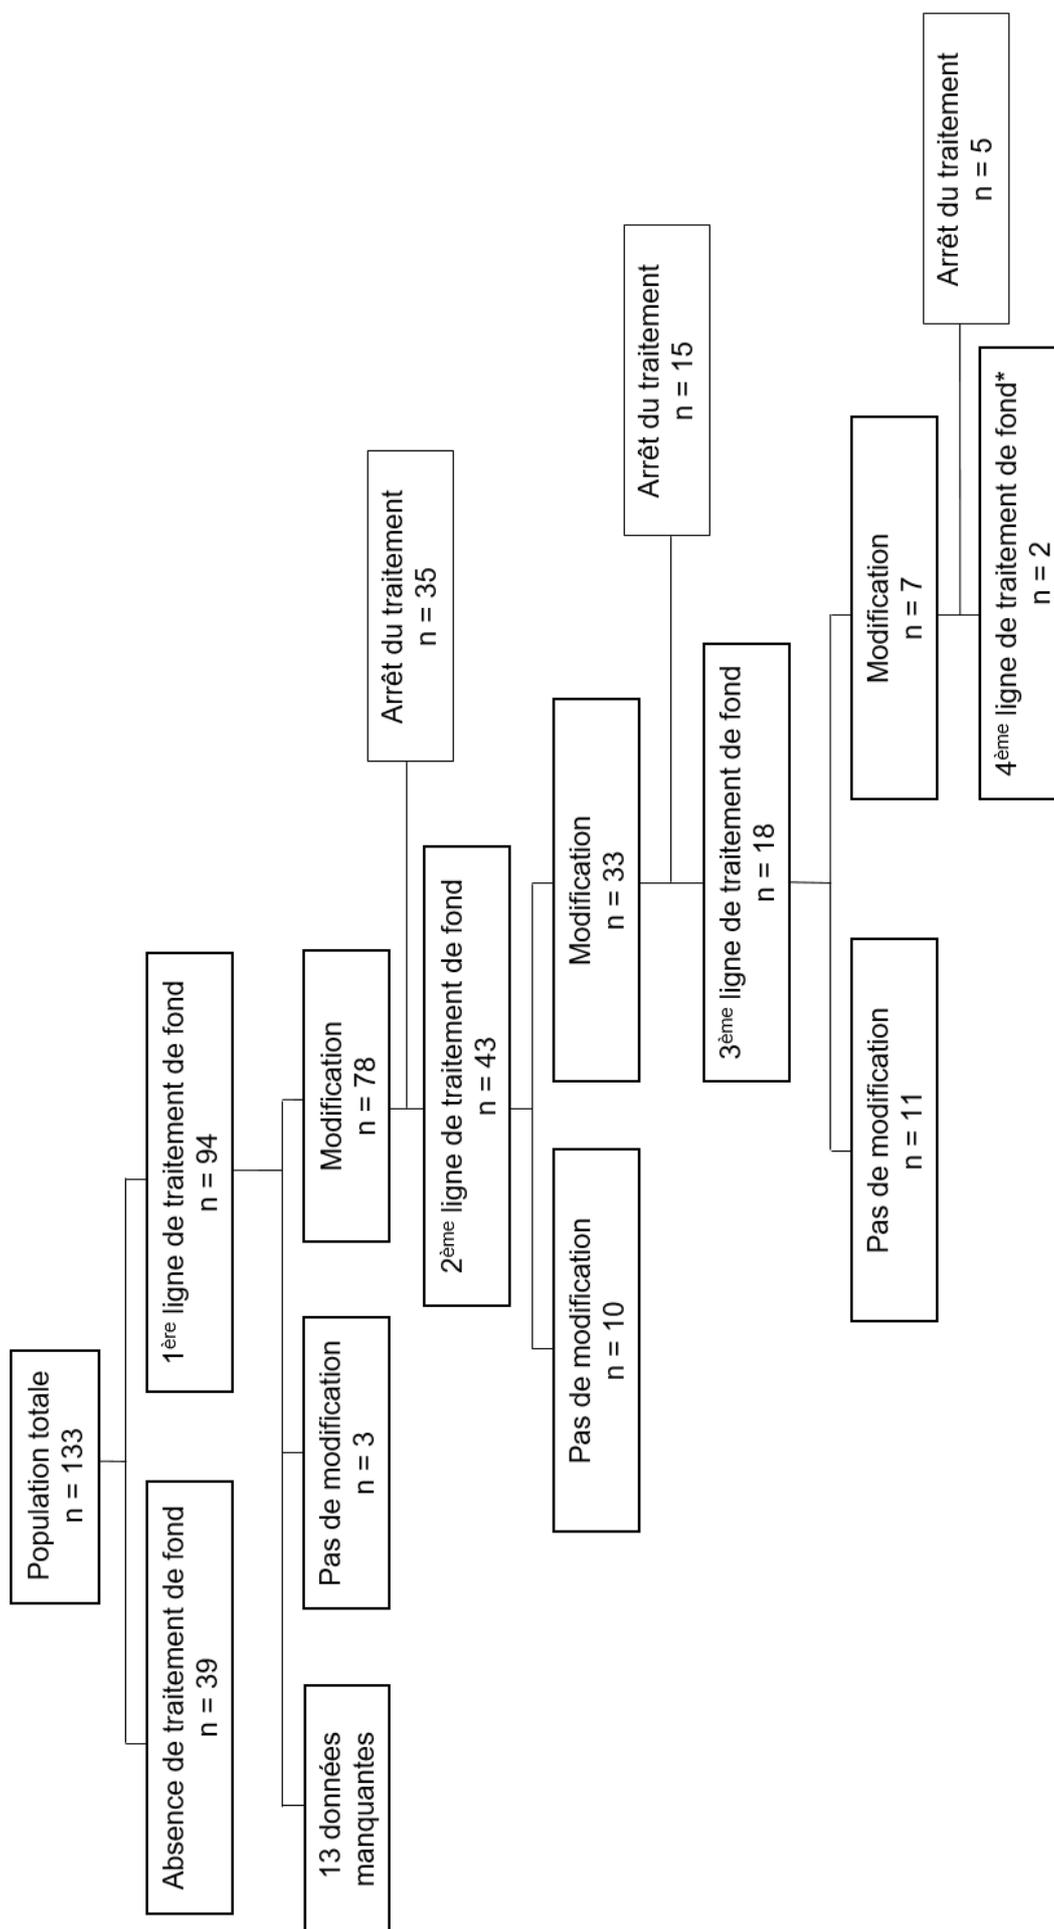 Population totale
n = 133
Absence de traitement de fond
n = 39
1ère ligne de traitement de fond
n = 94
13 données
manquantes
Pas de modification
n = 3
Modification
n = 78
Arrêt du traitement
n = 35
2ème ligne de traitement de fond
n = 43
Pas de modification
n = 10
Modification
n = 33
Arrêt du traitement
n = 15
3ème ligne de traitement de fond
n = 18
Pas de modification
n = 11
Modification
n = 7
Arrêt du traitement
n = 5
4ème ligne de traitement de fond*
n = 2